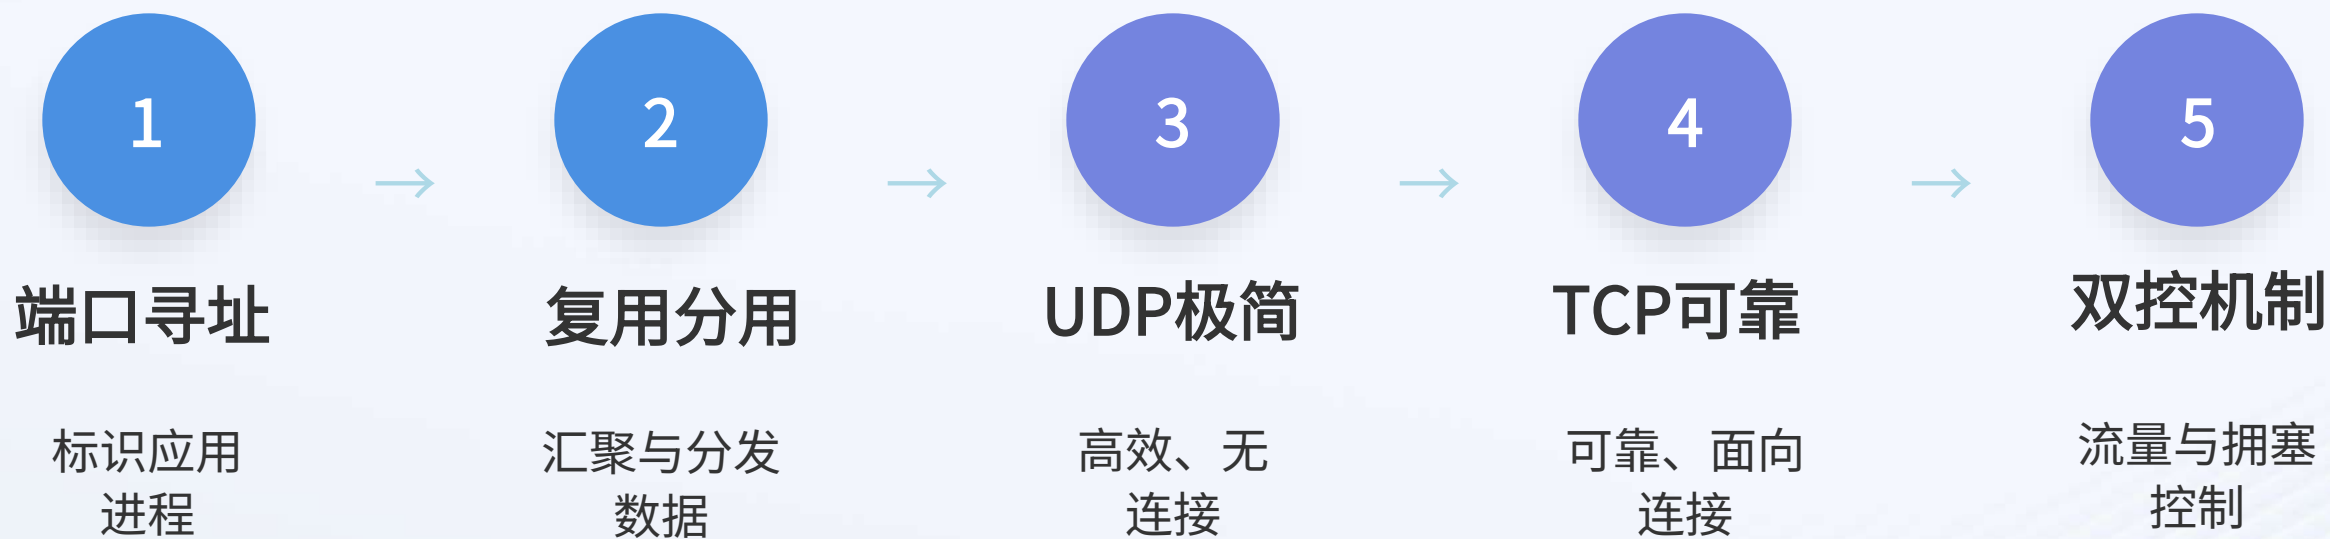 1
→
2
→
3
→
4
→
5
端口寻址
复用分用
UDP极简
TCP可靠
双控机制
标识应用
进程
汇聚与分发
数据
高效、无
连接
可靠、面向
连接
流量与拥塞
控制